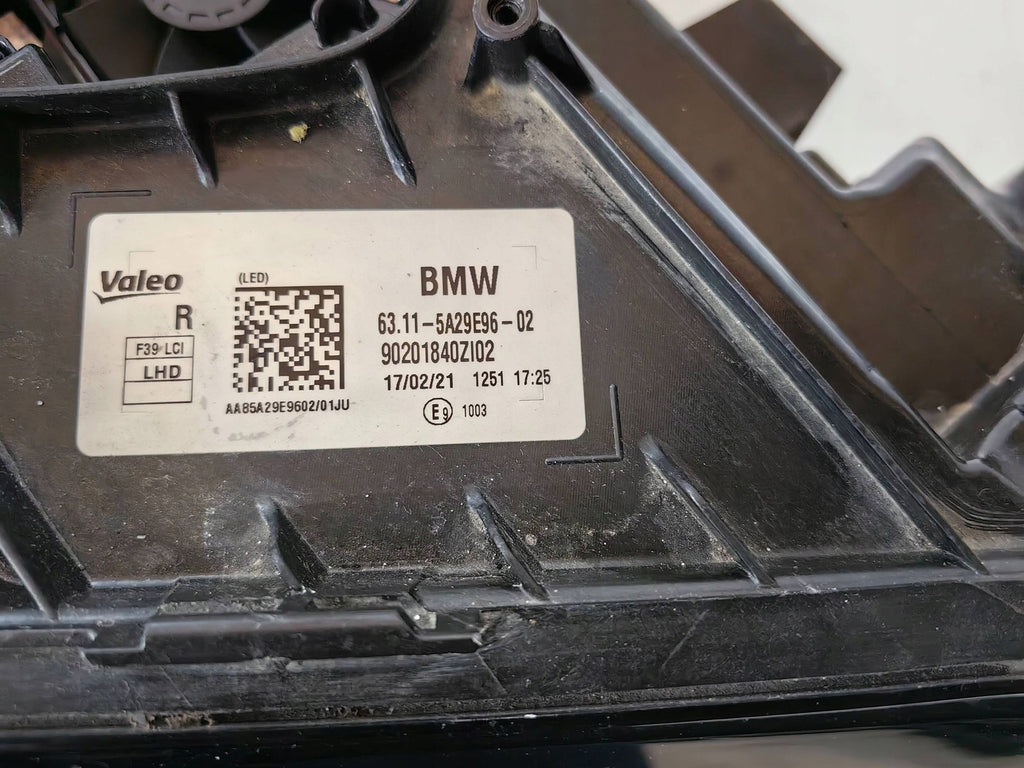 Valeo
R
F39 LCI
LHD
(LED)
AA85A29E9602/01JU
BMW
63.11-5A29E96-02
90201840ZI02
17/02/21 1251 17:25
E9 1003